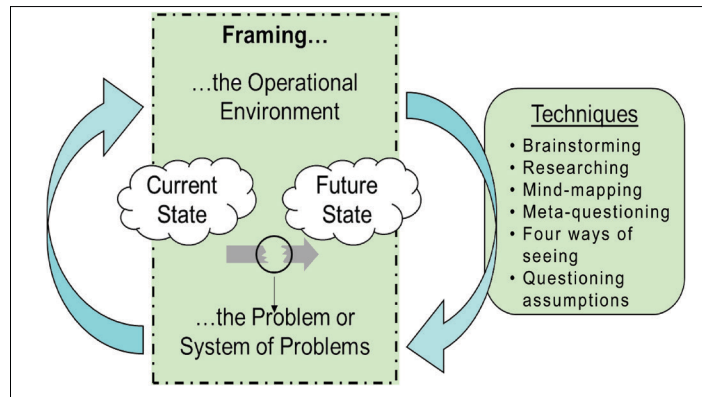 Framing…
…the Operational
Environment
Current
State
Future
State
…the Problem or
System of Problems
Techniques
• Brainstorming
• Researching
• Mind-mapping
• Meta-questioning
• Four ways of
seeing
• Questioning
assumptions